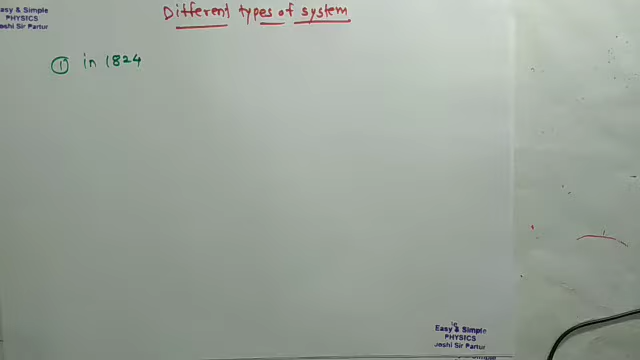 Easy & Simple
PHYSICS
Joshi Sir Partur
Different types of system
① in 1824
Easy & Simple
PHYSICS
Joshi Sir Partur